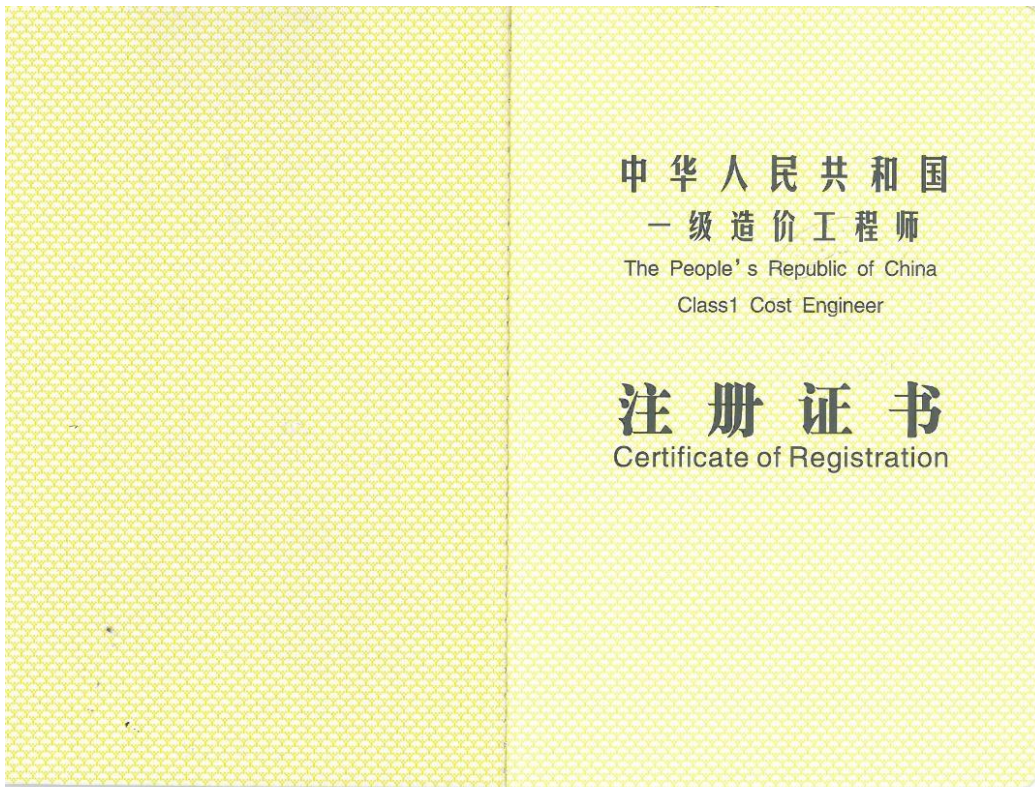 中华人民共和国
一级造价工程师
The People's Republic of China
Class1 Cost Engineer
注册证书
Certificate of Registration